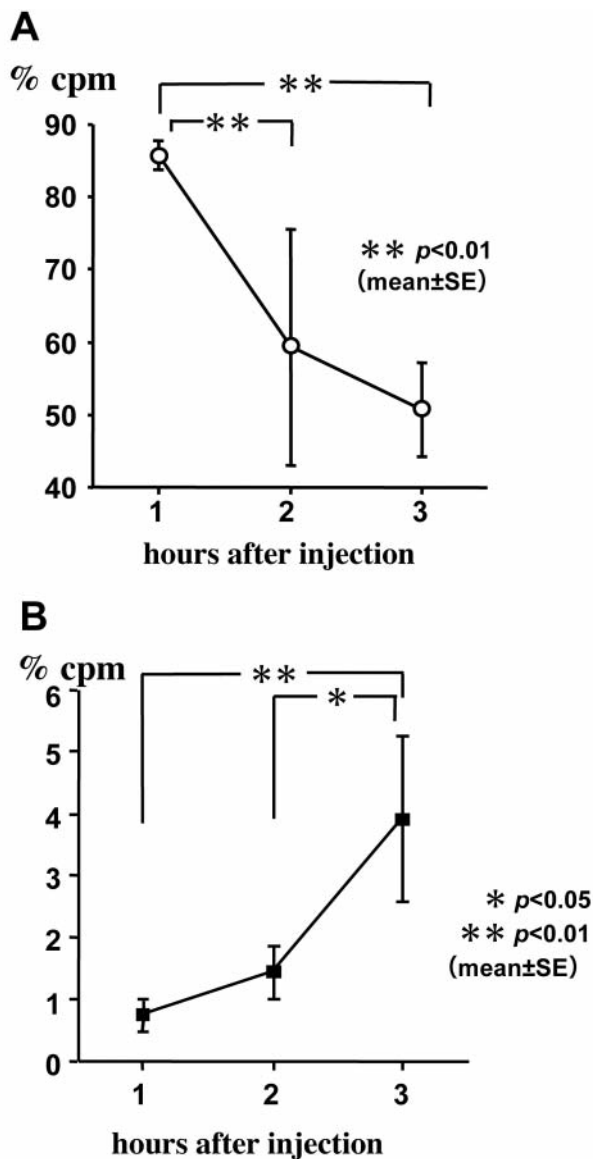 A
% cpm
**
**
90
80
70
60
50
40
** p<0.01
(mean±SE)
1 2 3
hours after injection
B
% cpm
**
*
6
5
4
3
2
1
0
* p<0.05
** p<0.01
(mean±SE)
1 2 3
hours after injection